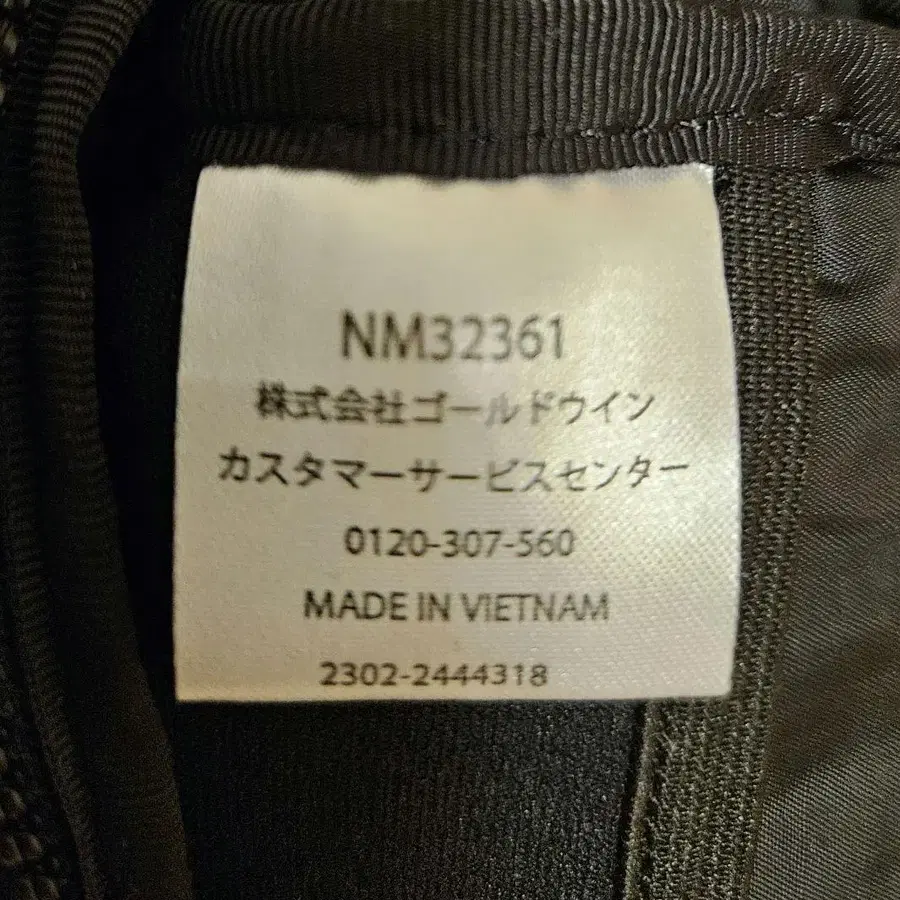 NM32361
株式会社ゴールドウイン
カスタマーサービスセンター
0120-307-560
MADE IN VIETNAM
2302-2444318